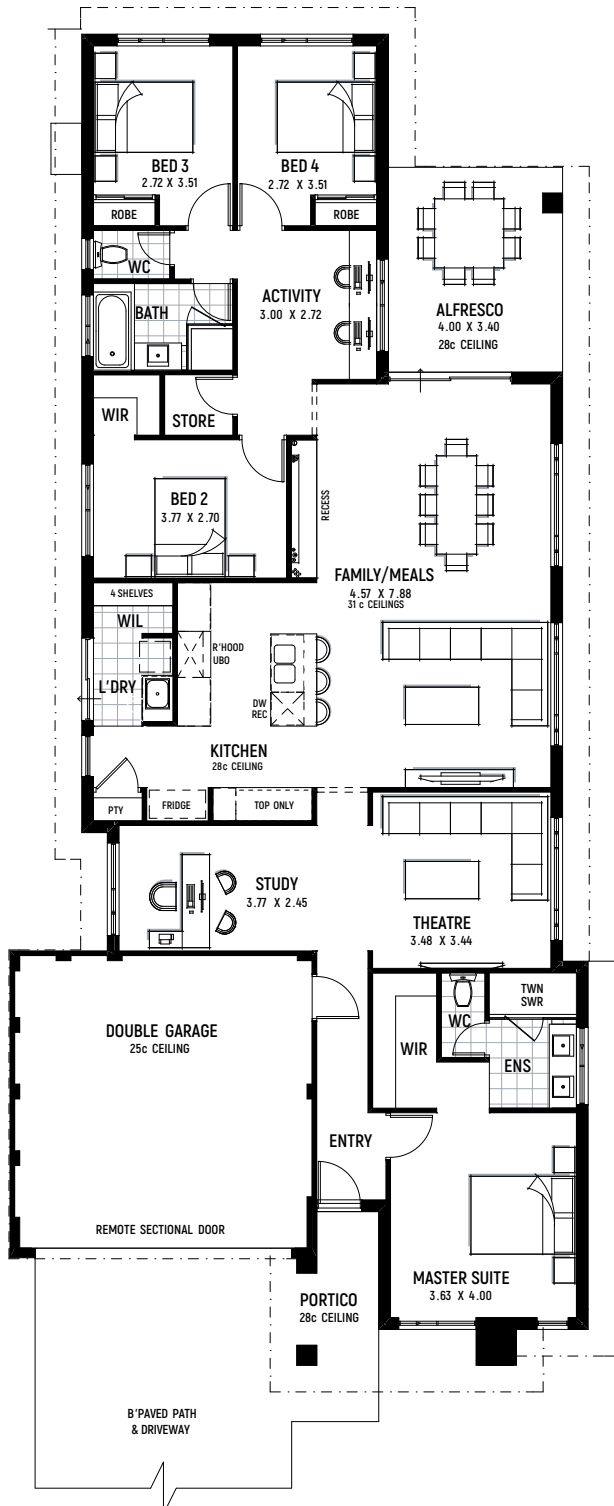 BED 3
2.72 X 3.51
BED 4
2.72 X 3.51
ROBE
ROBE
WC
BATH
ACTIVITY
3.00 X 2.72
ALFRESCO
4.00 X 3.40
28c CEILING
WIR
STORE
BED 2
3.77 X 2.70
RECESS
FAMILY/MEALS
4.57 X 7.88
31 c CEILINGS
4 SHELVES
WIL
R'HOOD
UBO
L'DRY
DW
REC
KITCHEN
28c CEILING
PTY
FRIDGE
TOP ONLY
STUDY
3.77 X 2.45
THEATRE
3.48 X 3.44
DOUBLE GARAGE
25c CEILING
WIR
WC
TWN
SWR
ENS
ENTRY
REMOTE SECTIONAL DOOR
PORTICO
28c CEILING
MASTER SUITE
3.63 X 4.00
B'PAVED PATH
& DRIVEWAY